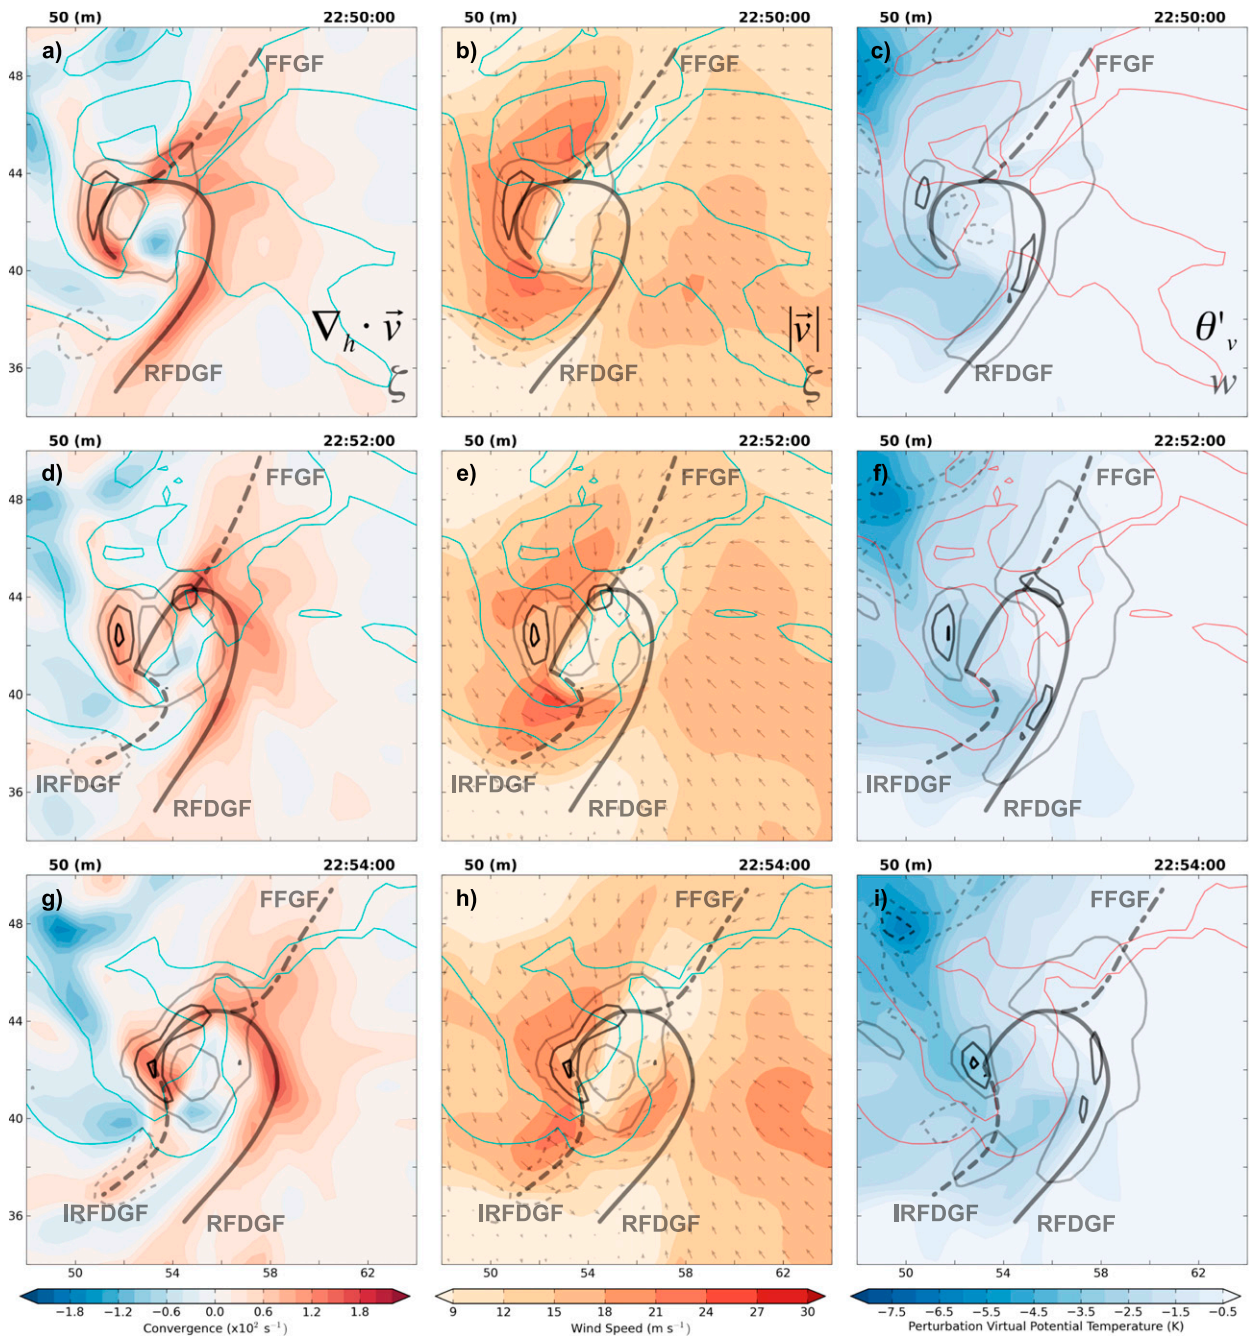 50 (m) 22:50:00 50 (m) 22:50:00 50 (m) 22:50:00
a) b) c)
48
FFGF FFGF FFGF
44
40
∇h · v⃗ |v⃗| θ'v
36 RFDGF ζ RFDGF ζ RFDGF w
50 (m) 22:52:00 50 (m) 22:52:00 50 (m) 22:52:00
d) e) f)
48 FFGF FFGF FFGF
44
40
IRFDGF IRFDGF IRFDGF
36 RFDGF RFDGF RFDGF
50 (m) 22:54:00 50 (m) 22:54:00 50 (m) 22:54:00
g) FFGF h) FFGF i) FFGF
48
44
40
36 IRFDGF RFDGF IRFDGF RFDGF IRFDGF RFDGF
50 54 58 62 50 54 58 62 50 54 58 62
−1.8 −1.2 −0.6 0.0 0.6 1.2 1.8 9 12 15 18 21 24 27 30 −7.5 −6.5 −5.5 −4.5 −3.5 −2.5 −1.5 −0.5
Convergence (x10² s⁻¹) Wind Speed (m s⁻¹) Perturbation Virtual Potential Temperature (K)